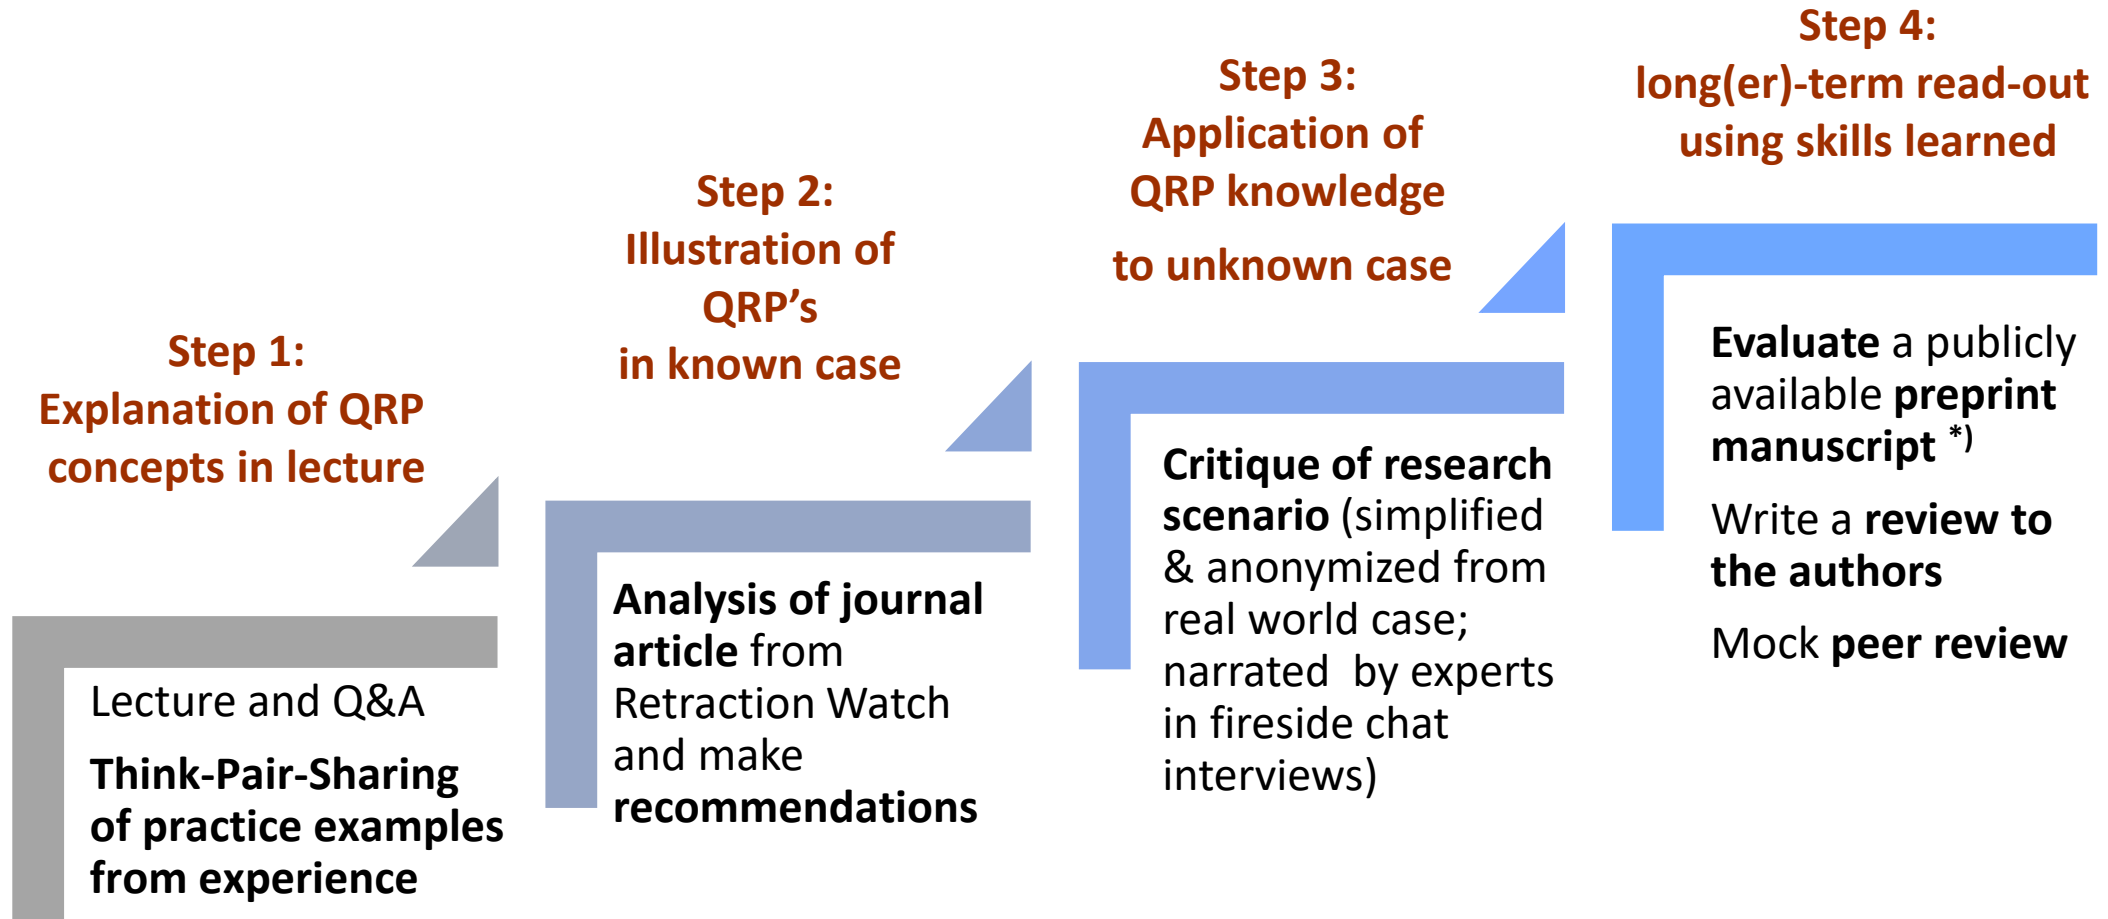 Step 1:
Explanation of QRP
concepts in lecture
Lecture and Q&A
Think-Pair-Sharing
of practice examples
from experience
Step 2:
Illustration of
QRP’s
in known case
Analysis of journal
article from
Retraction Watch
and make
recommendations
Step 3:
Application of
QRP knowledge
to unknown case
Critique of research
scenario (simplified
& anonymized from
real world case;
narrated by experts
in fireside chat
interviews)
Step 4:
long(er)-term read-out
using skills learned
Evaluate a publicly
available preprint
manuscript *)
Write a review to
the authors
Mock peer review